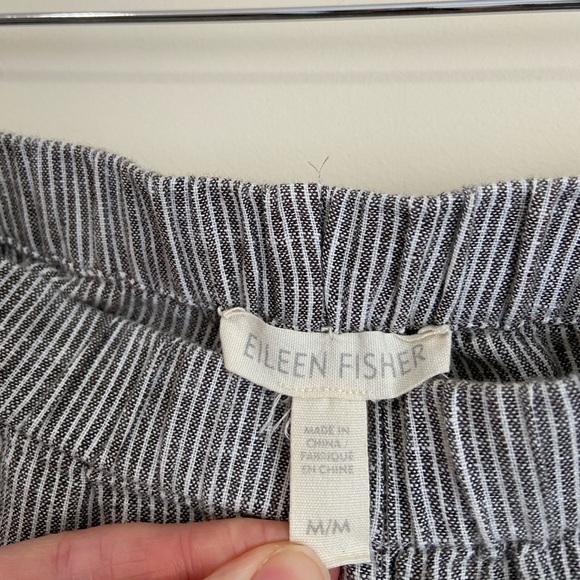 EILEEN FISHER
MADE IN
CHINA /
FABRIQUÉ
EN CHINE
M/M